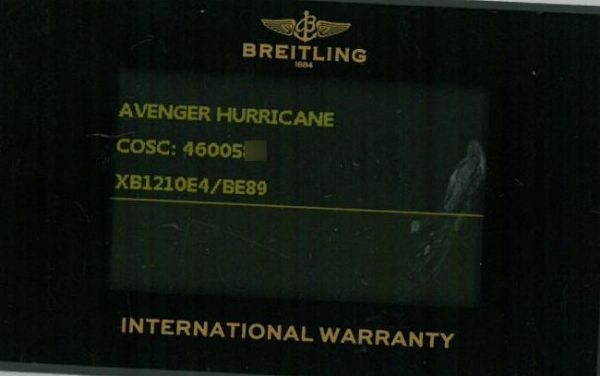 BREITLING
1884
AVENGER HURRICANE
COSC: 46005
XB1210E4/BE89
INTERNATIONAL WARRANTY